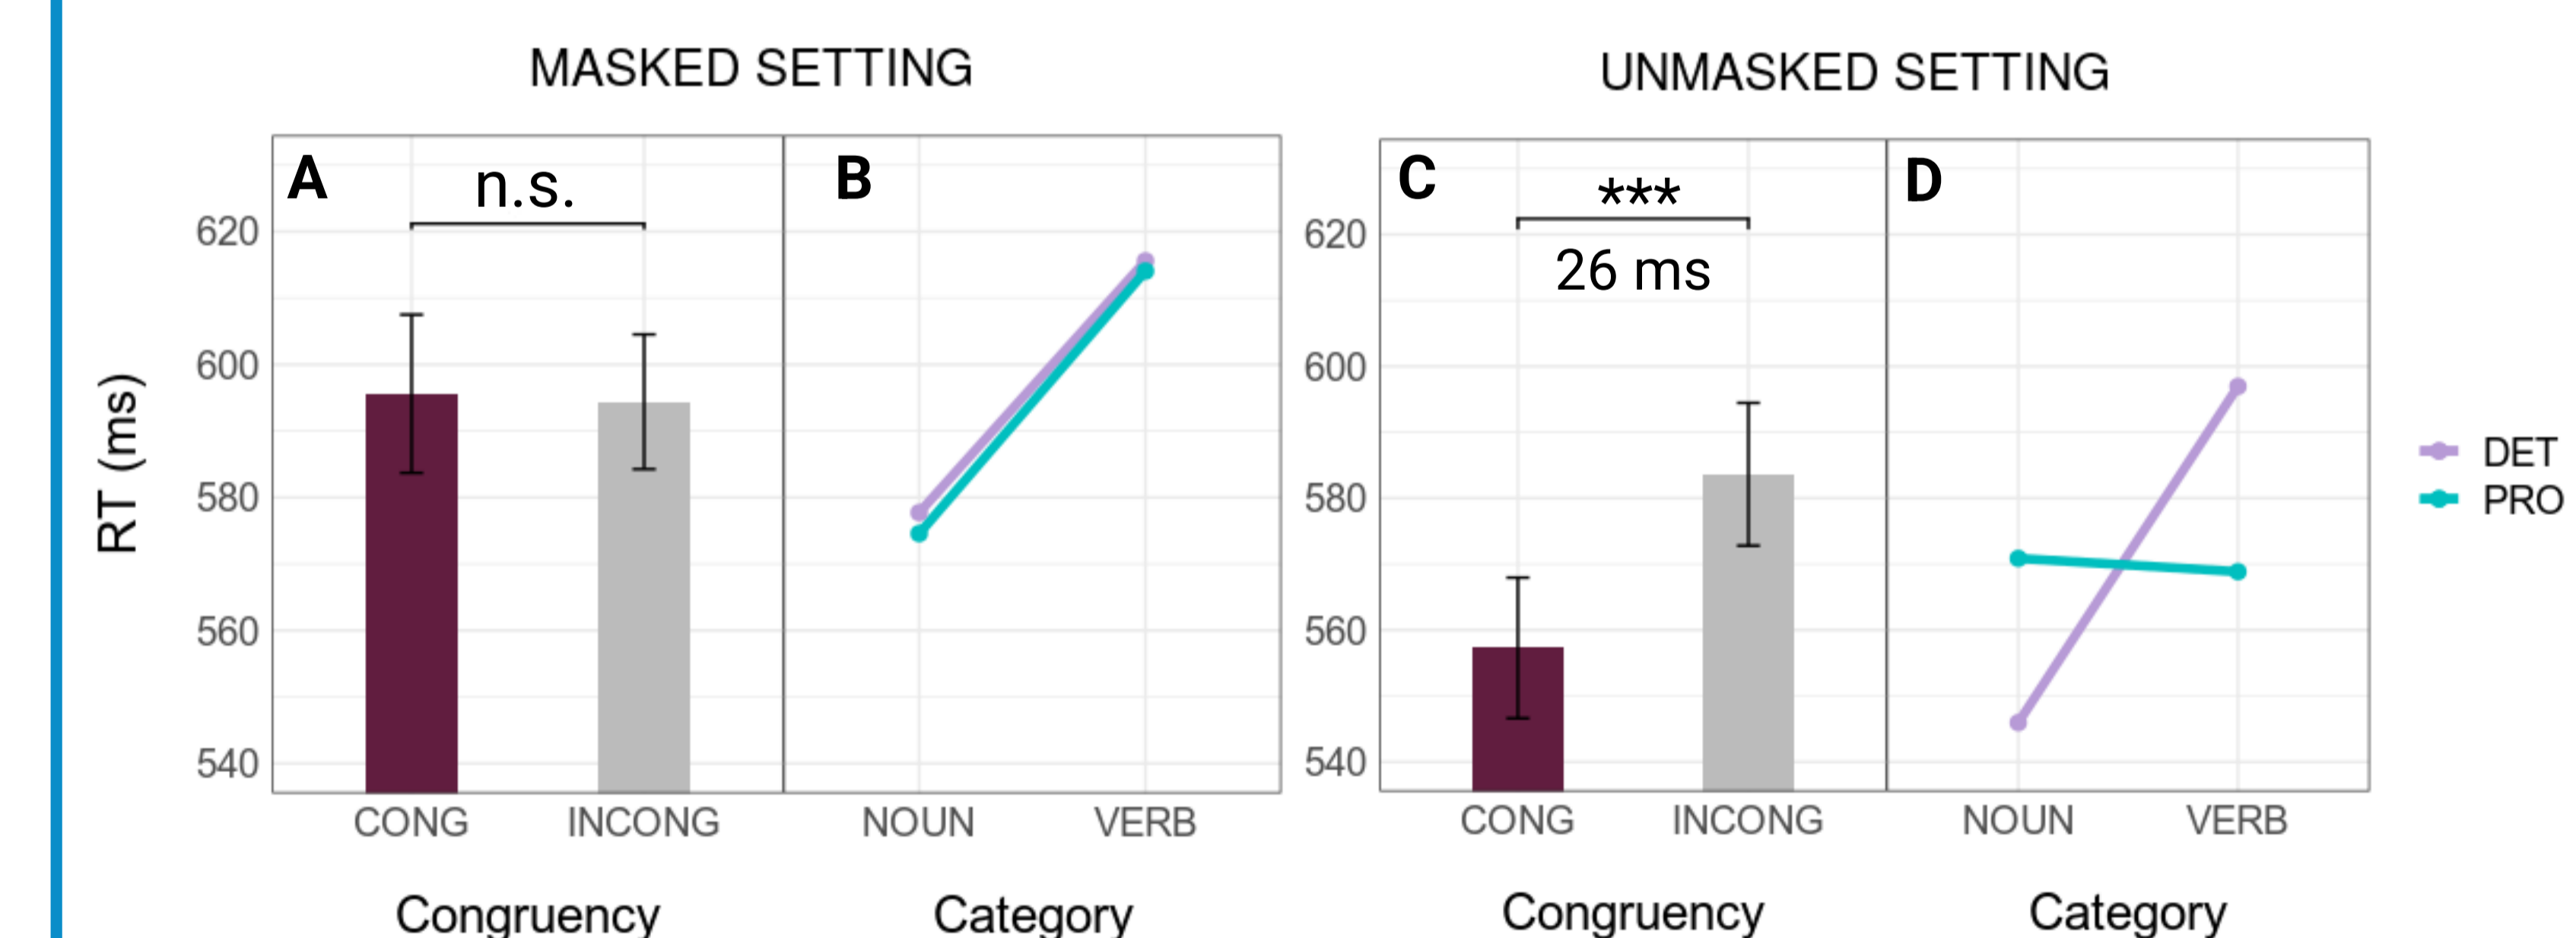 MASKED SETTING
UNMASKED SETTING
A
n.s.
B
C
***
26 ms
D
RT (ms)
620
600
580
560
540
620
600
580
560
540
DET
PRO
CONG
INCONG
NOUN
VERB
CONG
INCONG
NOUN
VERB
Congruency
Category
Congruency
Category